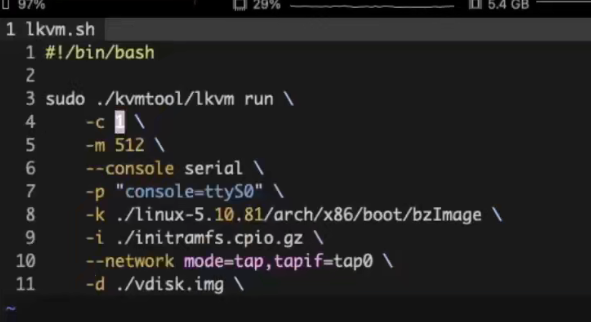 97% 29% 5.4 GB
1 lkvm.sh
1 #!/bin/bash
2
3 sudo ./kvmtool/lkvm run \
4     -c 1 \
5     -m 512 \
6     --console serial \
7     -p "console=ttyS0" \
8     -k ./linux-5.10.81/arch/x86/boot/bzImage \
9     -i ./initramfs.cpio.gz \
10     --network mode=tap,tapif=tap0 \
11     -d ./vdisk.img \
~